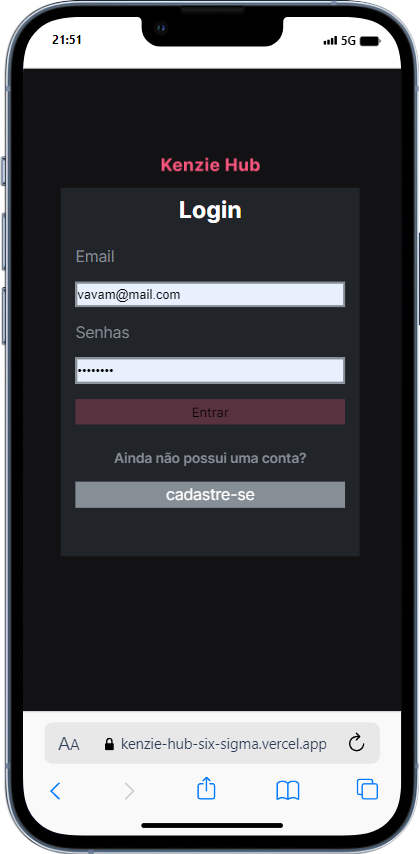 21:51
5G
Kenzie Hub
Login
Email
vavam@mail.com
Senhas
••••••••
Entrar
Ainda não possui uma conta?
cadastre-se
AA kenzie-hub-six-sigma.vercel.app